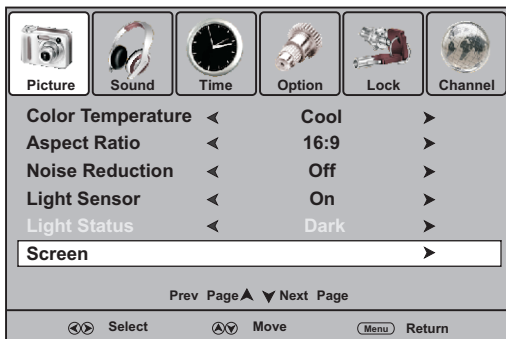 Picture Sound Time Option Lock Channel
Color Temperature Cool
Aspect Ratio 16:9
Noise Reduction Off
Light Sensor On
Light Status Dark
Screen
Prev Page Next Page
Select Move Menu Return